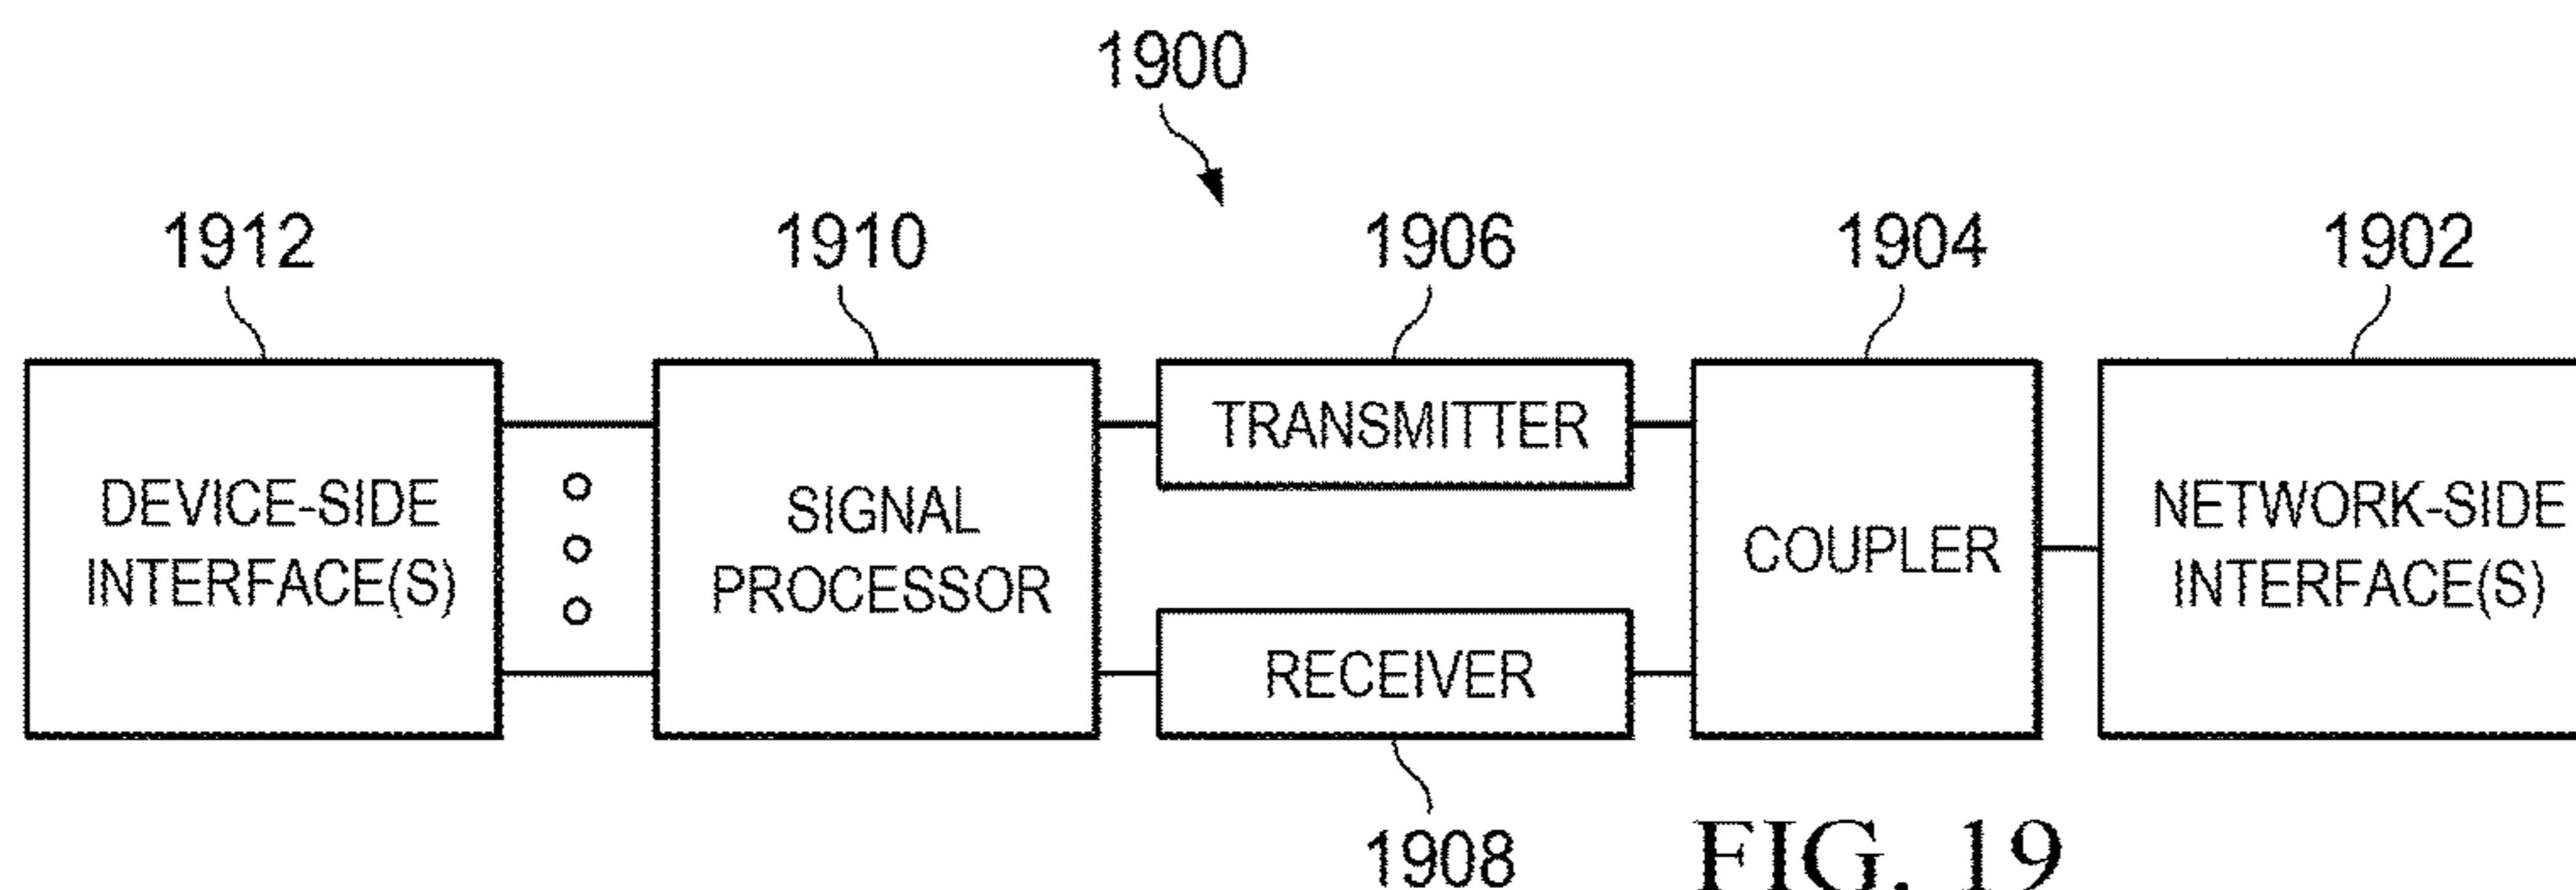 1900
1912
1910
1906
1904
1902
DEVICE-SIDE
INTERFACE(S)
SIGNAL
PROCESSOR
TRANSMITTER
RECEIVER
COUPLER
NETWORK-SIDE
INTERFACE(S)
1908
FIG. 19